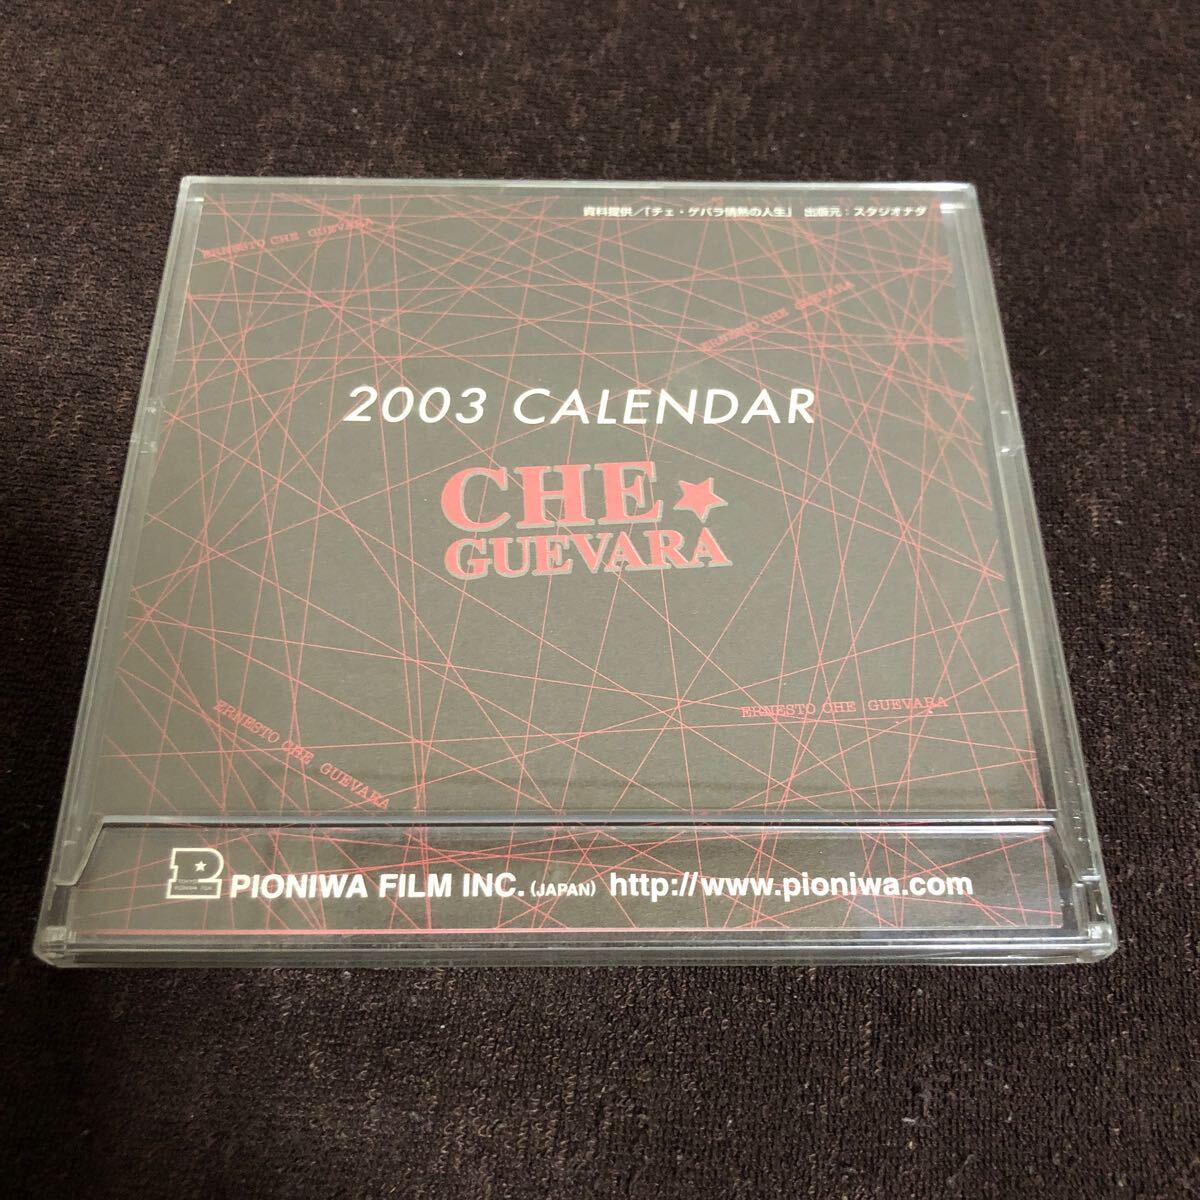 資料提供/「チェ・ゲバラ情熱の人生」 出版元:スタジオナダ
ERNESTO CHE GUEVARA
ERNESTO CHE GUEVARA
2003 CALENDAR
CHE★
GUEVARA
ERNESTO CHE GUEVARA
ERNESTO CHE GUEVARA
PIONIWA FILM INC. (JAPAN) http://www.pioniwa.com